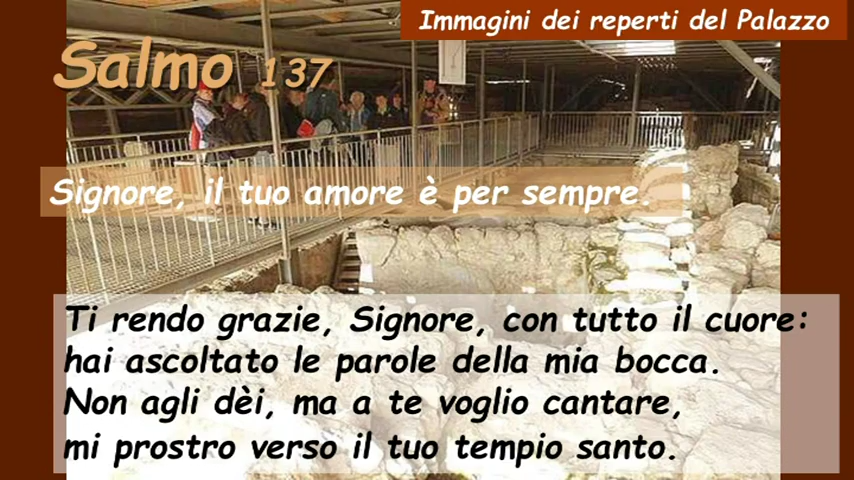 Immagini dei reperti del Palazzo
Salmo 137
Signore, il tuo amore è per sempre.
Ti rendo grazie, Signore, con tutto il cuore:
hai ascoltato le parole della mia bocca.
Non agli dèi, ma a te voglio cantare,
mi prostro verso il tuo tempio santo.